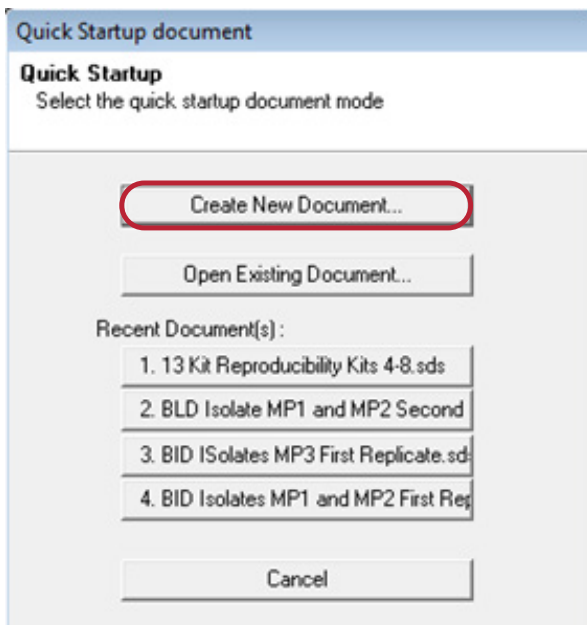 Quick Startup document
Quick Startup
Select the quick startup document mode
Create New Document...
Open Existing Document...
Recent Document(s) :
1. 13 Kit Reproducibility Kits 4-8.sds
2. BLD Isolate MP1 and MP2 Second
3. BID ISolates MP3 First Replicate.sd
4. BID Isolates MP1 and MP2 First Rep
Cancel